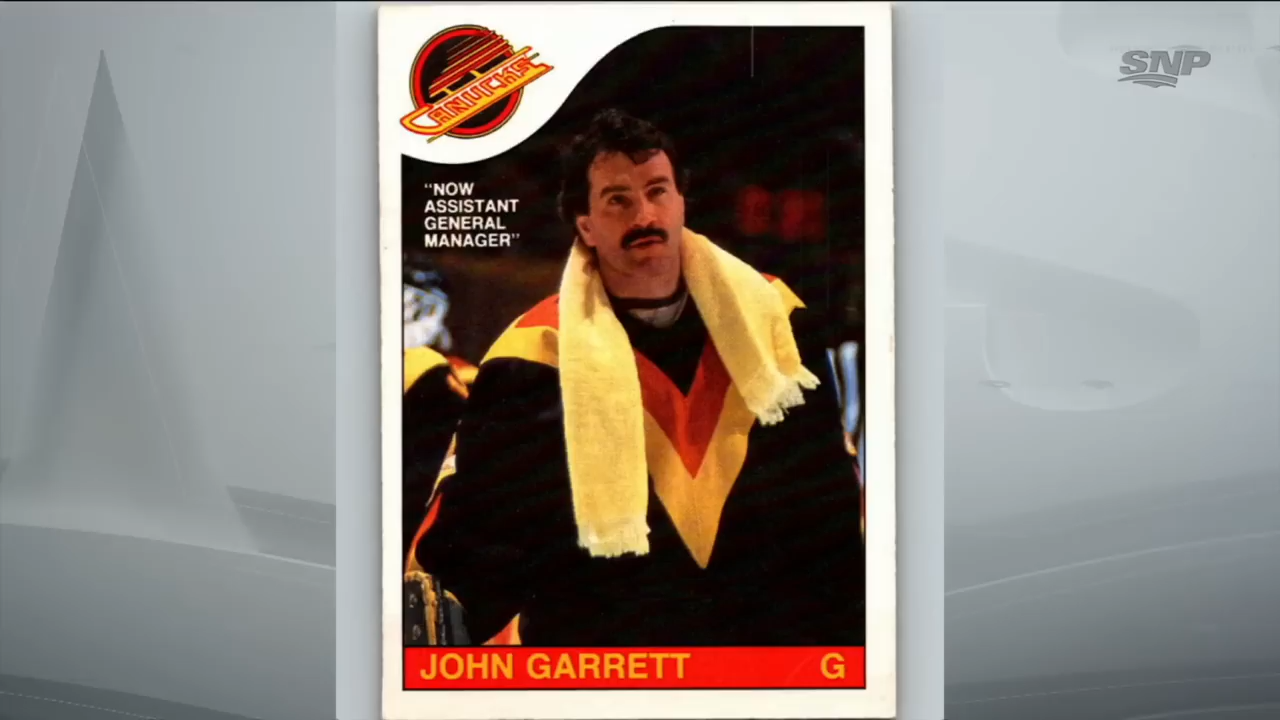 SNP
CANUCKS
"NOW
ASSISTANT
GENERAL
MANAGER"
JOHN GARRETT G